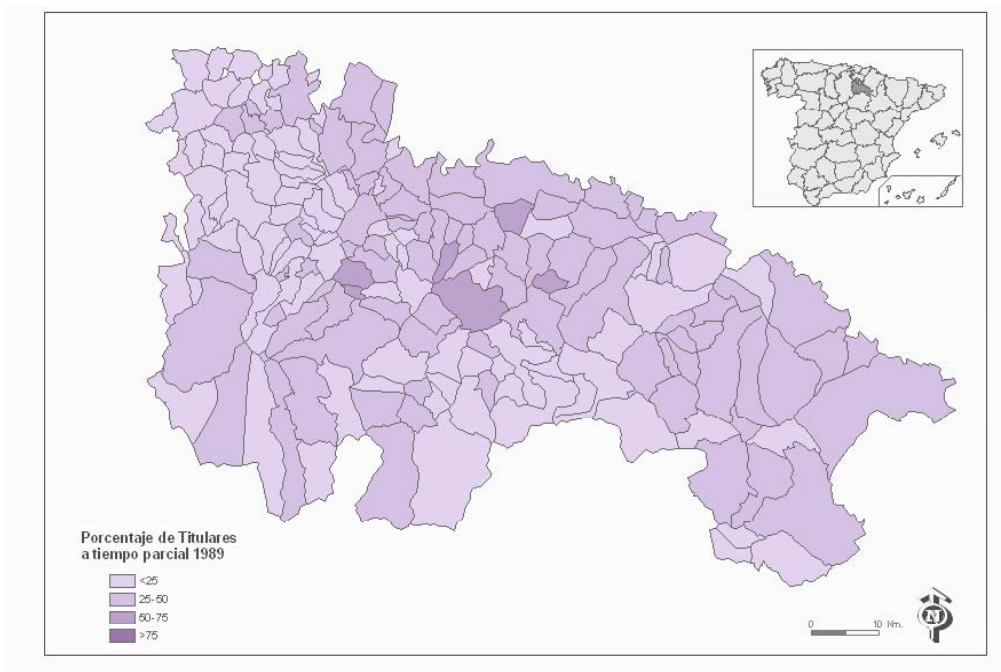 Porcentaje de Titulares
a tiempo parcial 1989
<25
25-50
50-75
>75
0 10 Km.
N